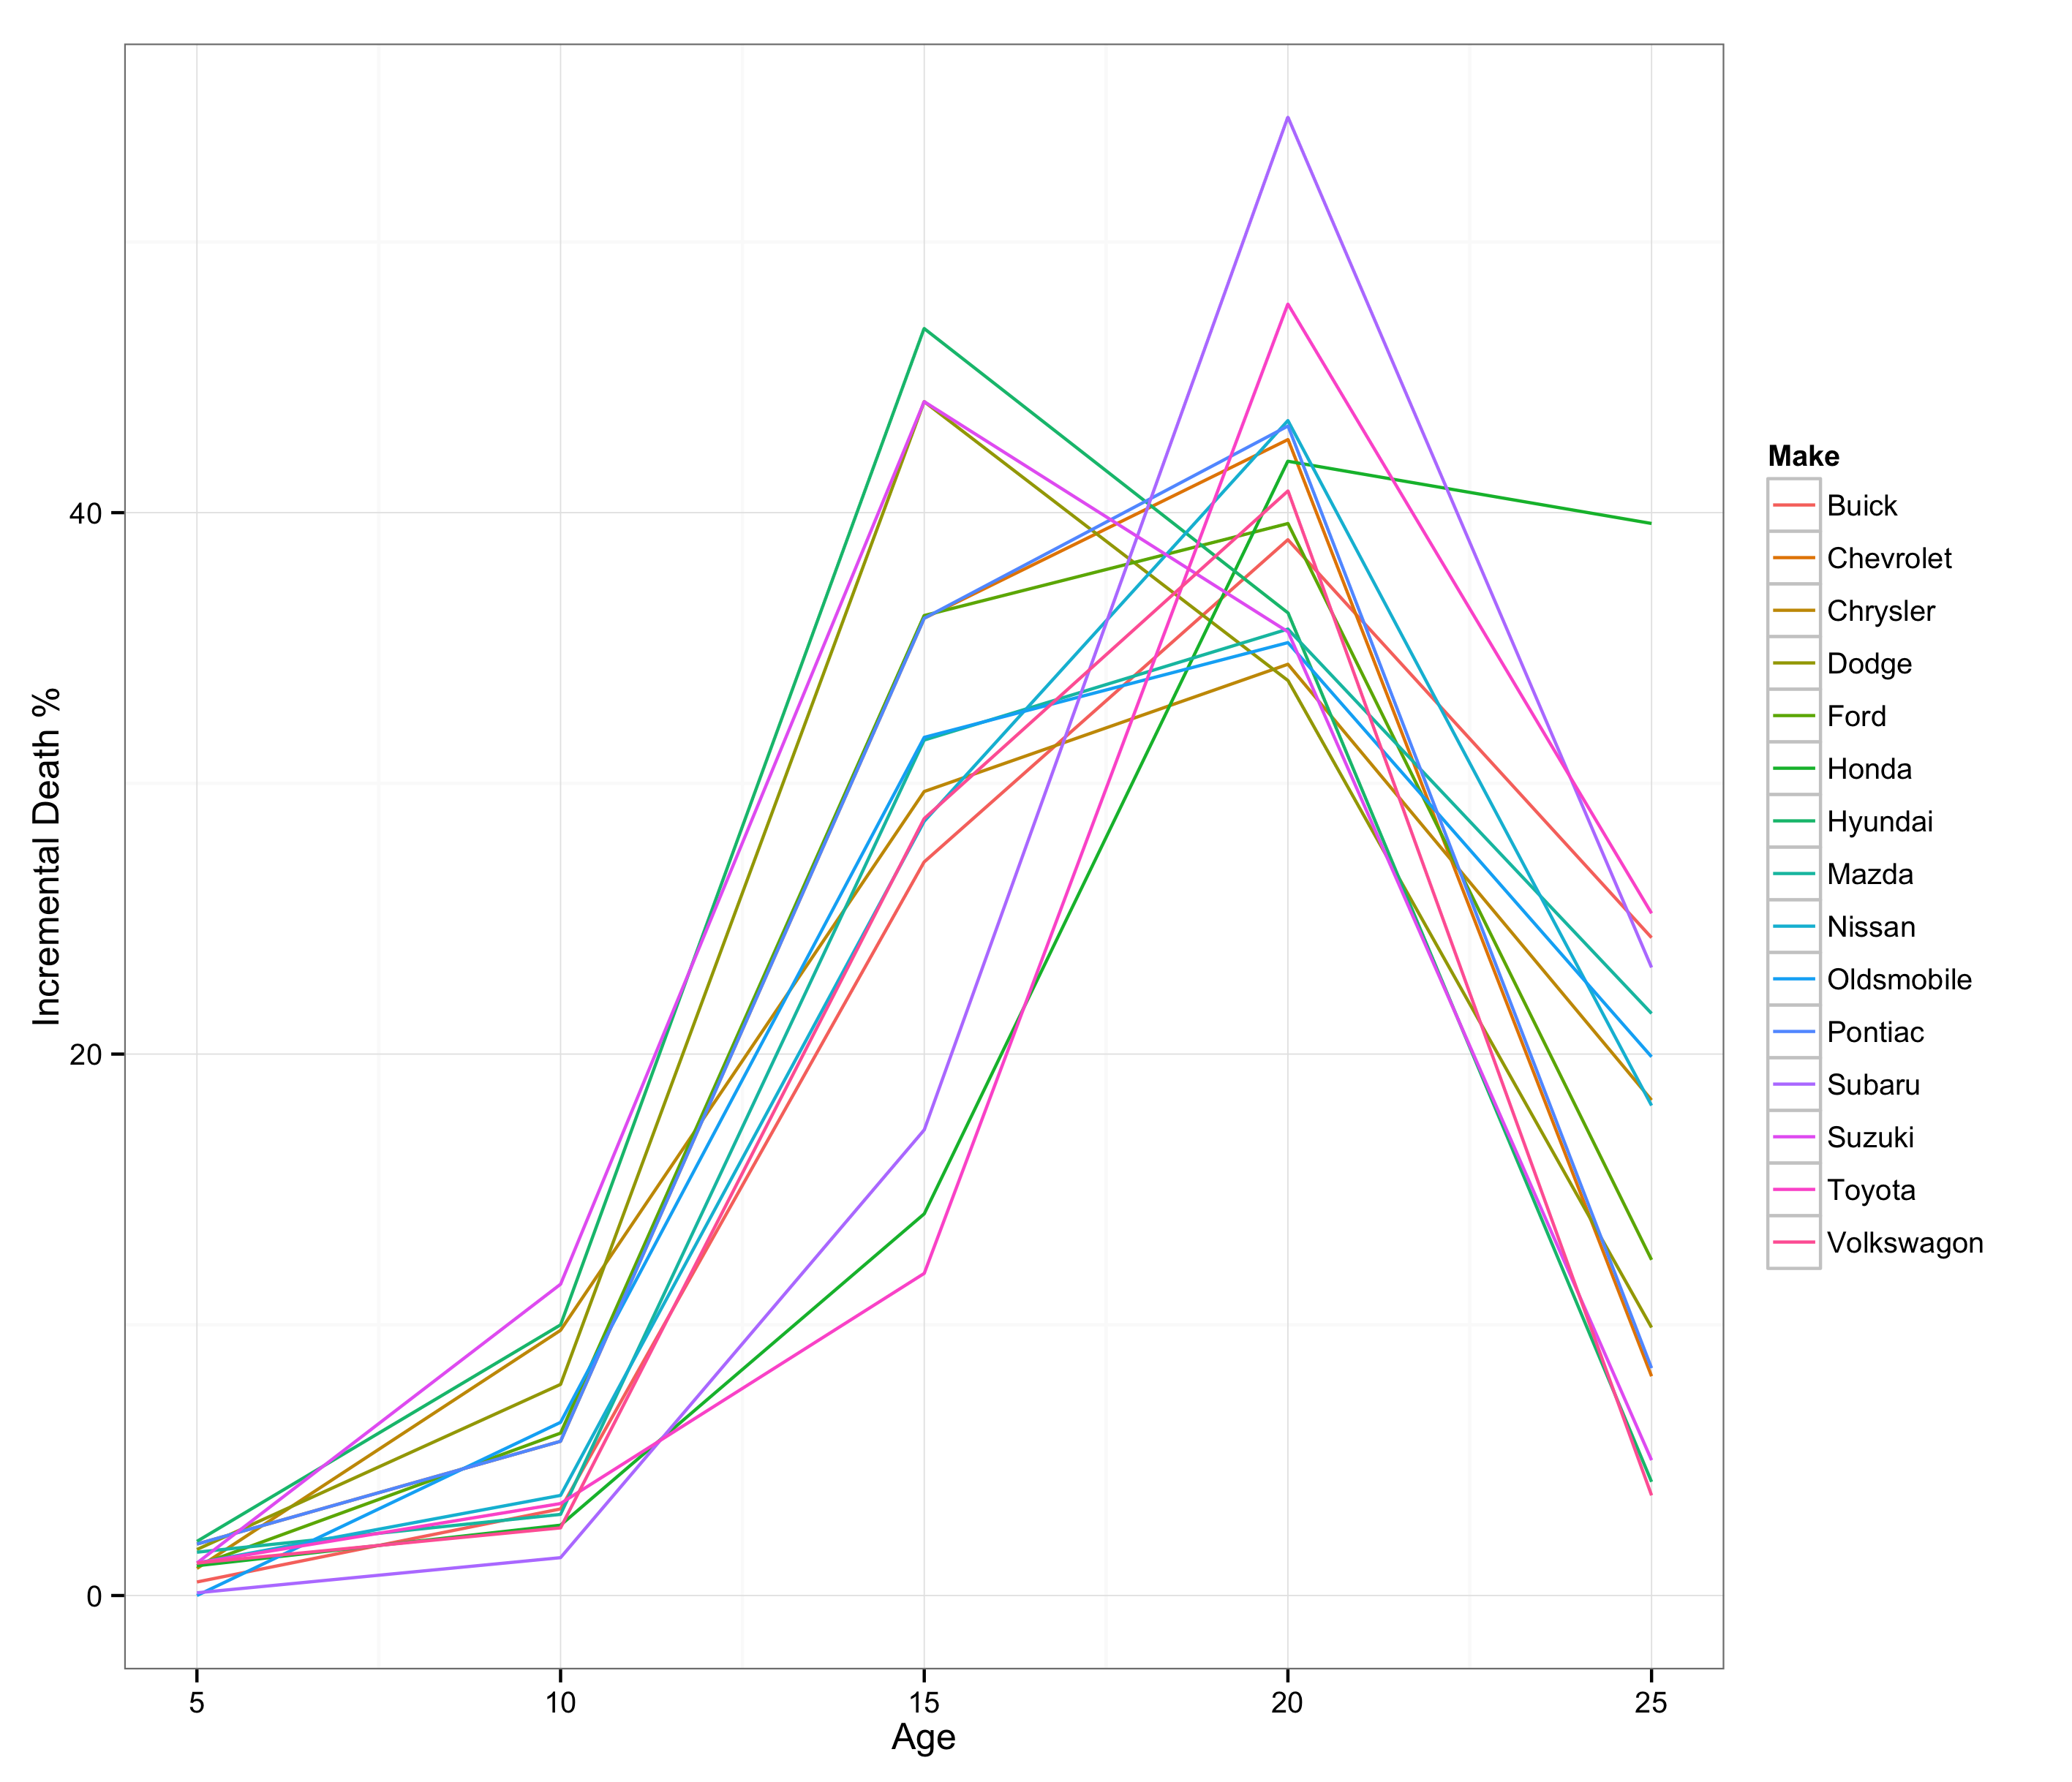 Incremental Death %
40
20
0
5 10 15 20 25
Age
Make
Buick
Chevrolet
Chrysler
Dodge
Ford
Honda
Hyundai
Mazda
Nissan
Oldsmobile
Pontiac
Subaru
Suzuki
Toyota
Volkswagon